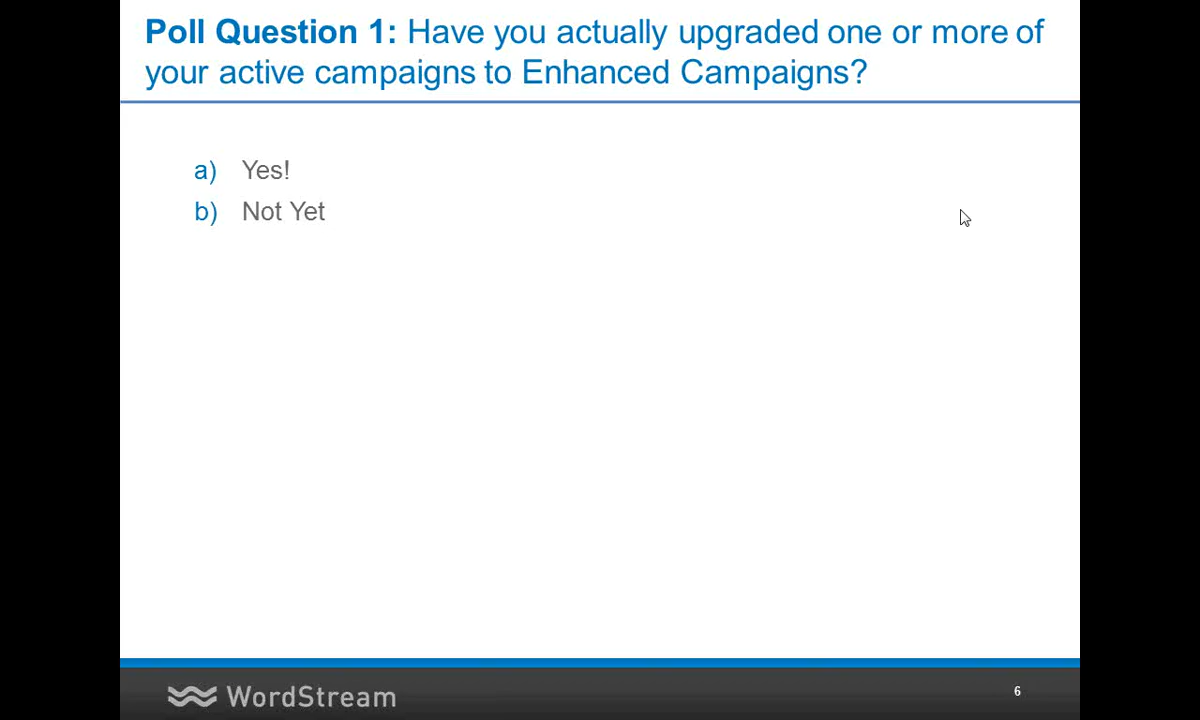 Poll Question 1: Have you actually upgraded one or more of
your active campaigns to Enhanced Campaigns?
a) Yes!
b) Not Yet
WordStream
6